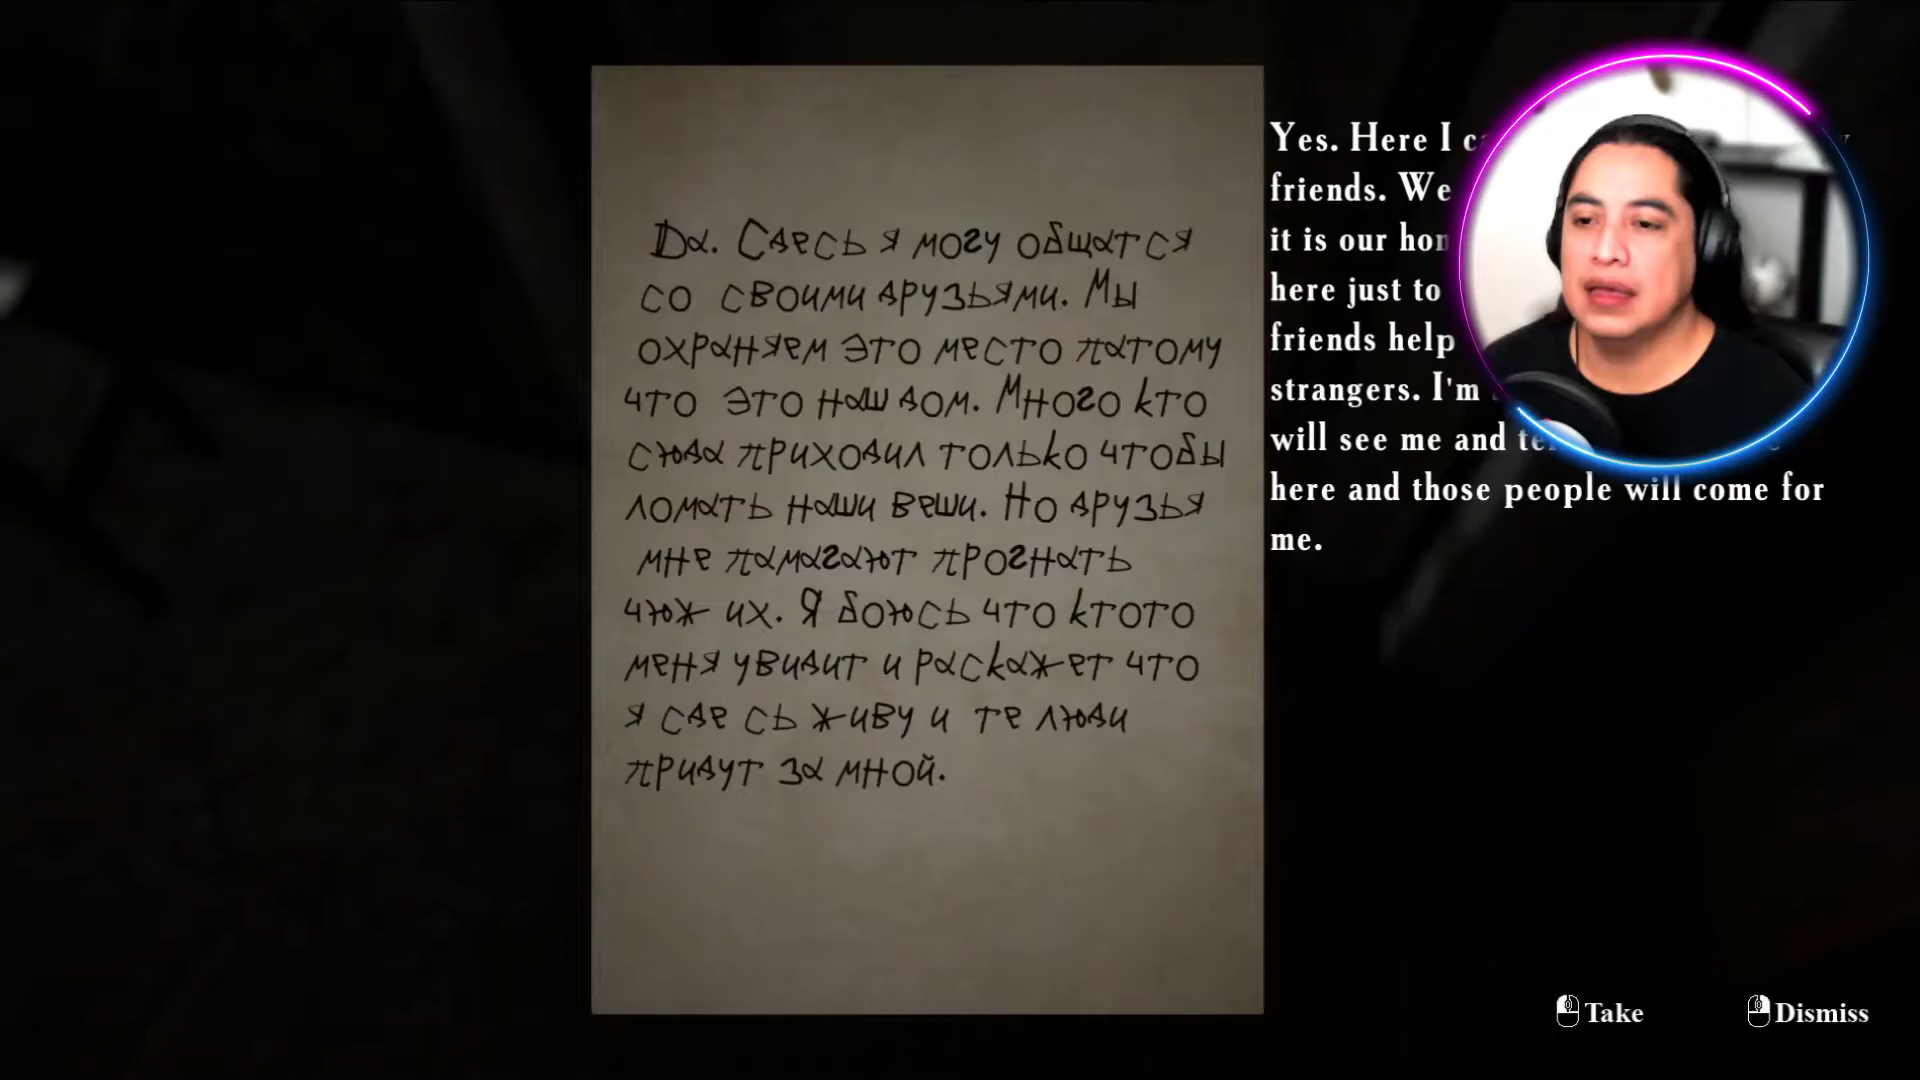 Да. Сдесь я могу общатся
со своими друзьями. Мы
охраняем это место патому
что это наш дом. Много кто
сюда приходил только чтобы
ломать наши веши. Но друзья
мне памагают прогнать
чюж их. Я боюсь что ктото
меня увидит и раскажет что
я сде сь живу и те люди
придут за мной.
Yes. Here I
friends. We
it is our
here just to
friends help
strangers. I'm
will see me and
here and those people will come for
me.
Take
Dismiss